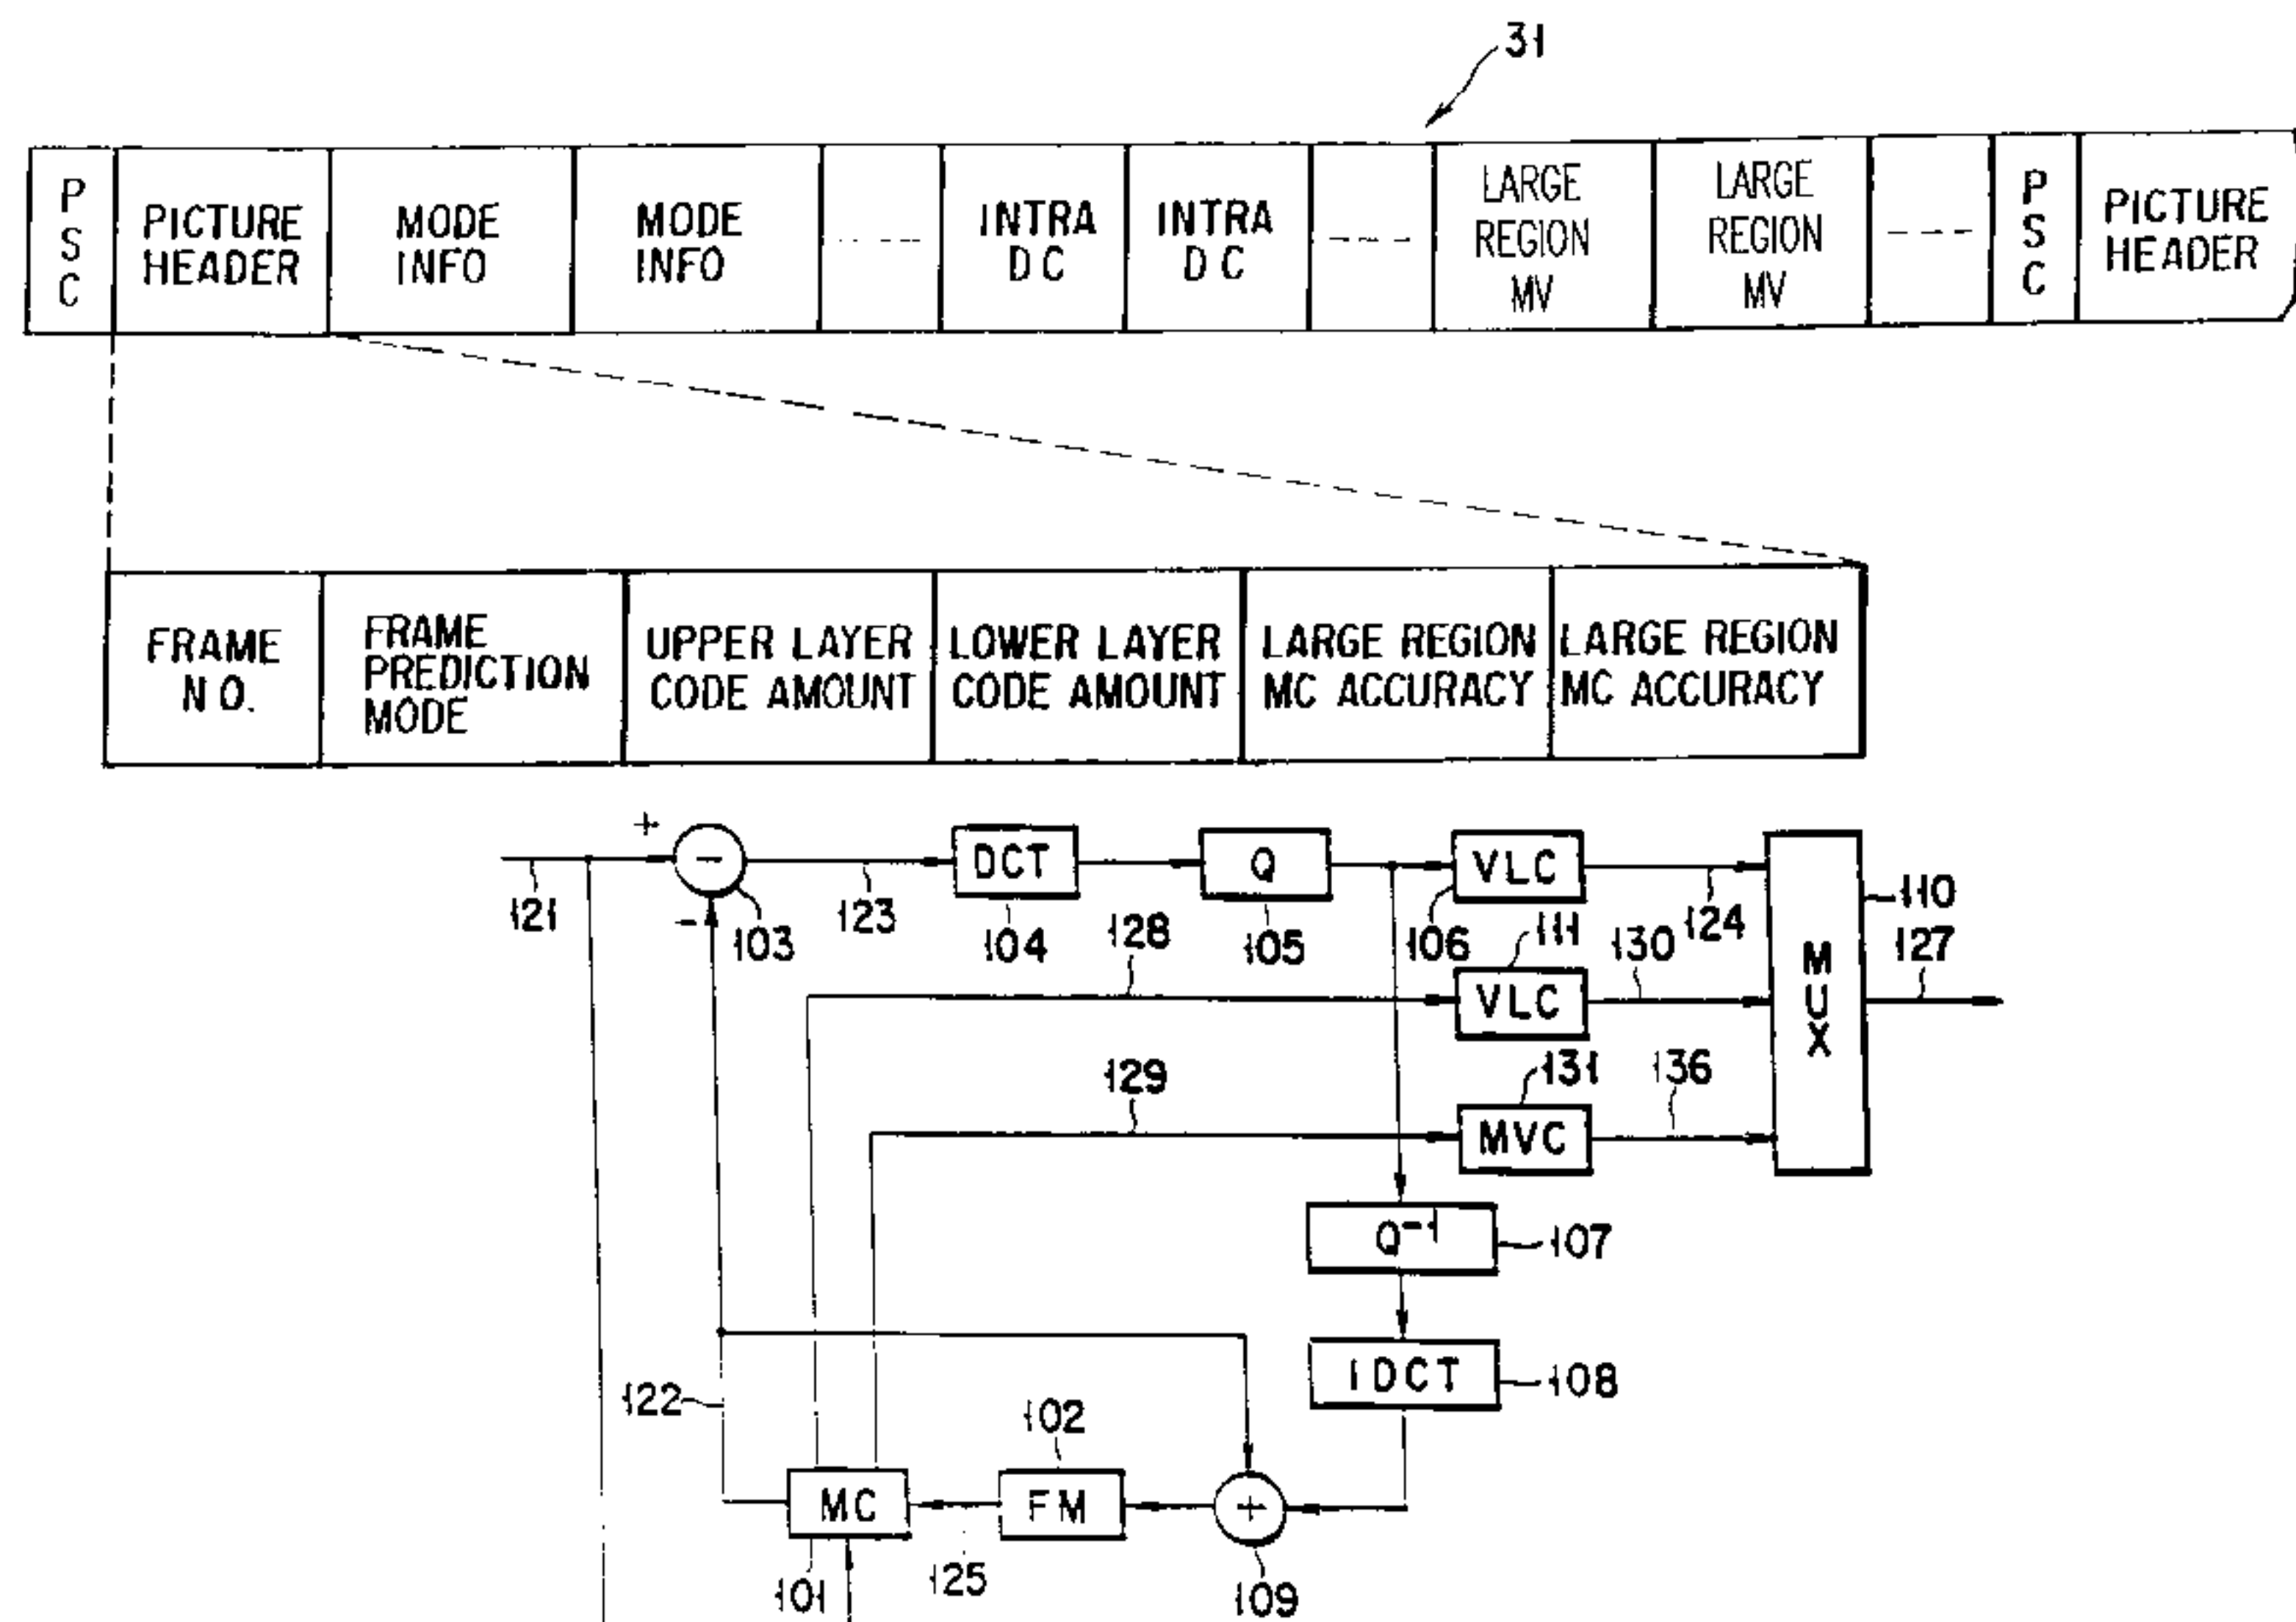 31
PSC
PICTURE
HEADER
MODE
INFO
MODE
INFO
INTRA
DC
INTRA
DC
LARGE
REGION
MV
LARGE
REGION
MV
PSC
PICTURE
HEADER
FRAME
NO.
FRAME
PREDICTION
MODE
UPPER LAYER
CODE AMOUNT
LOWER LAYER
CODE AMOUNT
LARGE REGION
MC ACCURACY
LARGE REGION
MC ACCURACY
+
-
DCT
Q
VLC
121
-
103
123
104
128
105
106
111
130
124
110
127
VLC
MUX
129
131
136
MVC
Q-1
107
IDCT
108
122
102
MC
FM
+
101
125
109